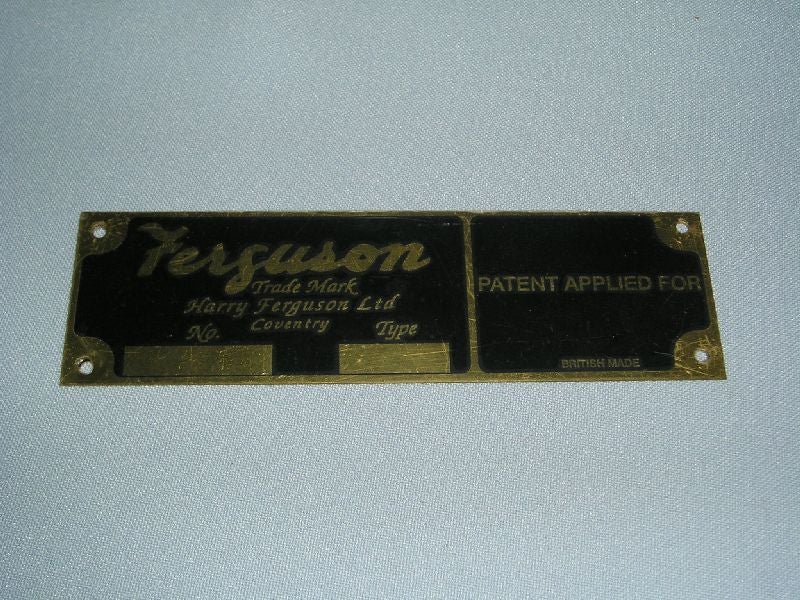 Ferguson
Trade Mark
Harry Ferguson Ltd
Coventry
No. Type
PATENT APPLIED FOR
BRITISH MADE